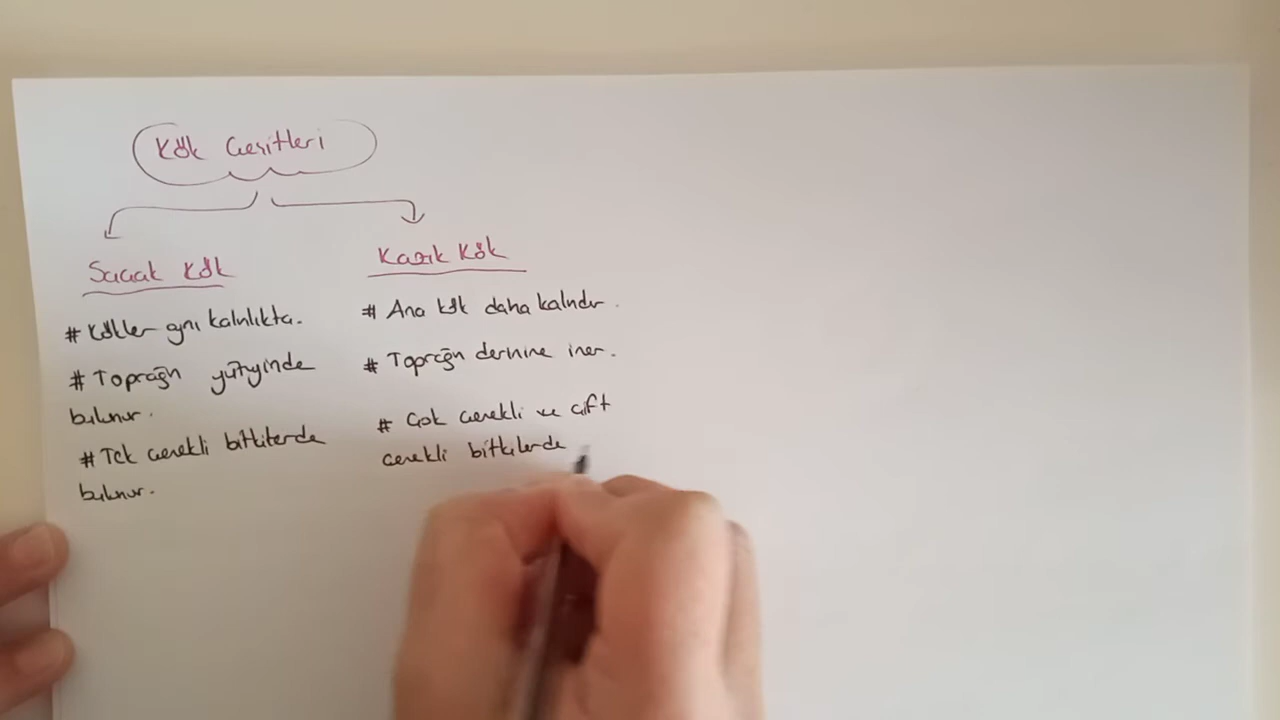 Kök Çeşitleri
Saçak Kök
# Kökler aynı kalınlıkta.
# Toprağın yüzeyinde
bulunur.
# Tek çenekli bitkilerde
bulunur.
Kazık Kök
# Ana kök daha kalındır.
# Toprağın derinine iner.
# Çok çenekli ve çift
çenekli bitkilerde